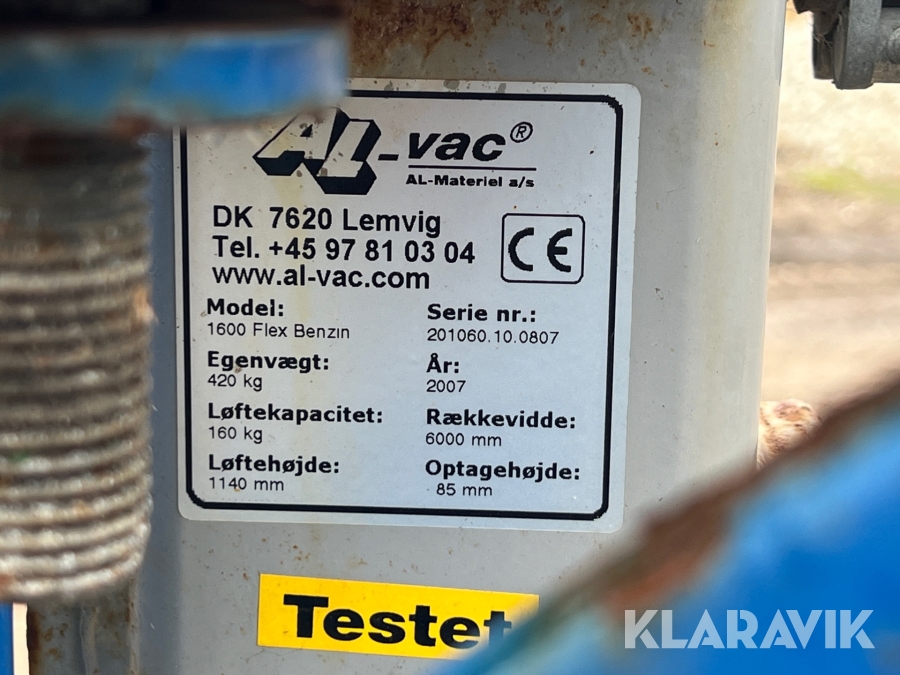 AL-vac®
AL-Materiel a/s
DK 7620 Lemvig
Tel. +45 97 81 03 04
www.al-vac.com
CE
Model: Serie nr.:
1600 Flex Benzin 201060.10.0807
Egenvægt: År:
420 kg 2007
Løftekapacitet: Rækkevidde:
160 kg 6000 mm
Løftehøjde: Optagehøjde:
1140 mm 85 mm
Testet
KLARAVIK